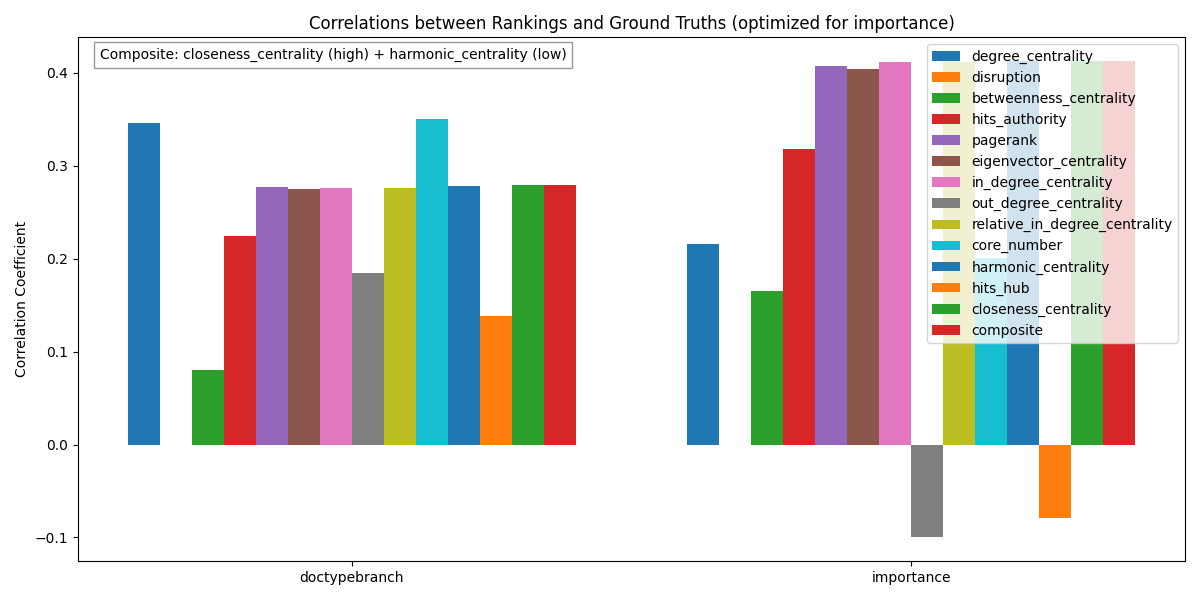 Correlations between Rankings and Ground Truths (optimized for importance)
Composite: closeness_centrality (high) + harmonic_centrality (low)
degree_centrality
disruption
betweenness_centrality
hits_authority
pagerank
eigenvector_centrality
in_degree_centrality
out_degree_centrality
relative_in_degree_centrality
core_number
harmonic_centrality
hits_hub
closeness_centrality
composite
Correlation Coefficient
0.4
0.3
0.2
0.1
0.0
−0.1
doctypebranch
importance